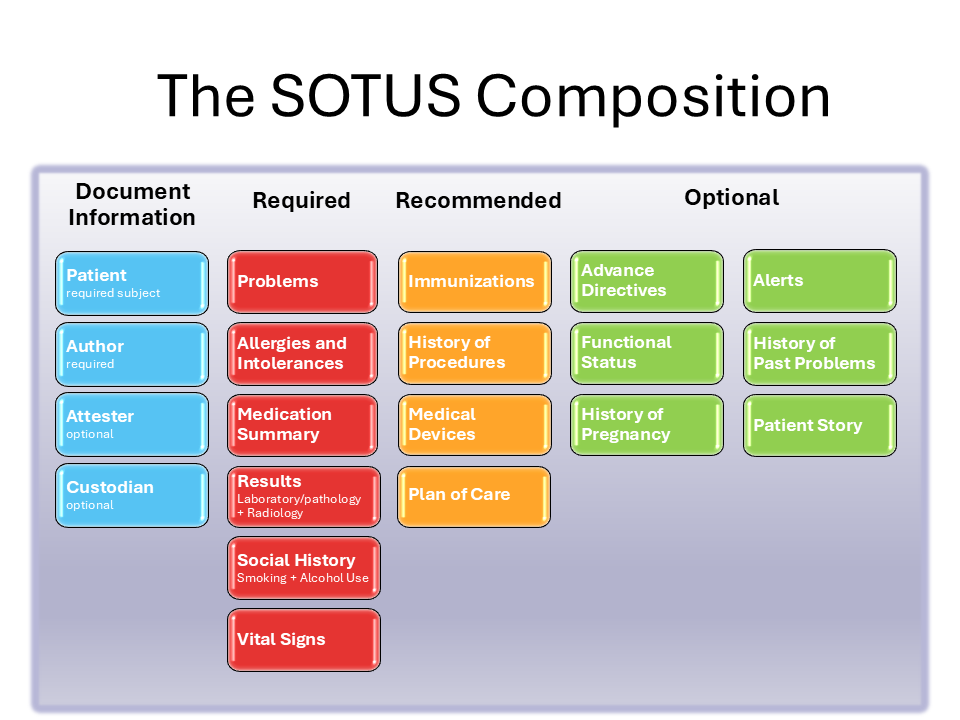 The SOTUS Composition
Document
Information
Required
Recommended
Optional
Patient
required subject
Author
required
Attester
optional
Custodian
optional
Problems
Allergies and
Intolerances
Medication
Summary
Results
Laboratory/pathology
+ Radiology
Social History
Smoking + Alcohol Use
Vital Signs
Immunizations
History of
Procedures
Medical
Devices
Plan of Care
Advance
Directives
Functional
Status
History of
Pregnancy
Alerts
History of
Past Problems
Patient Story